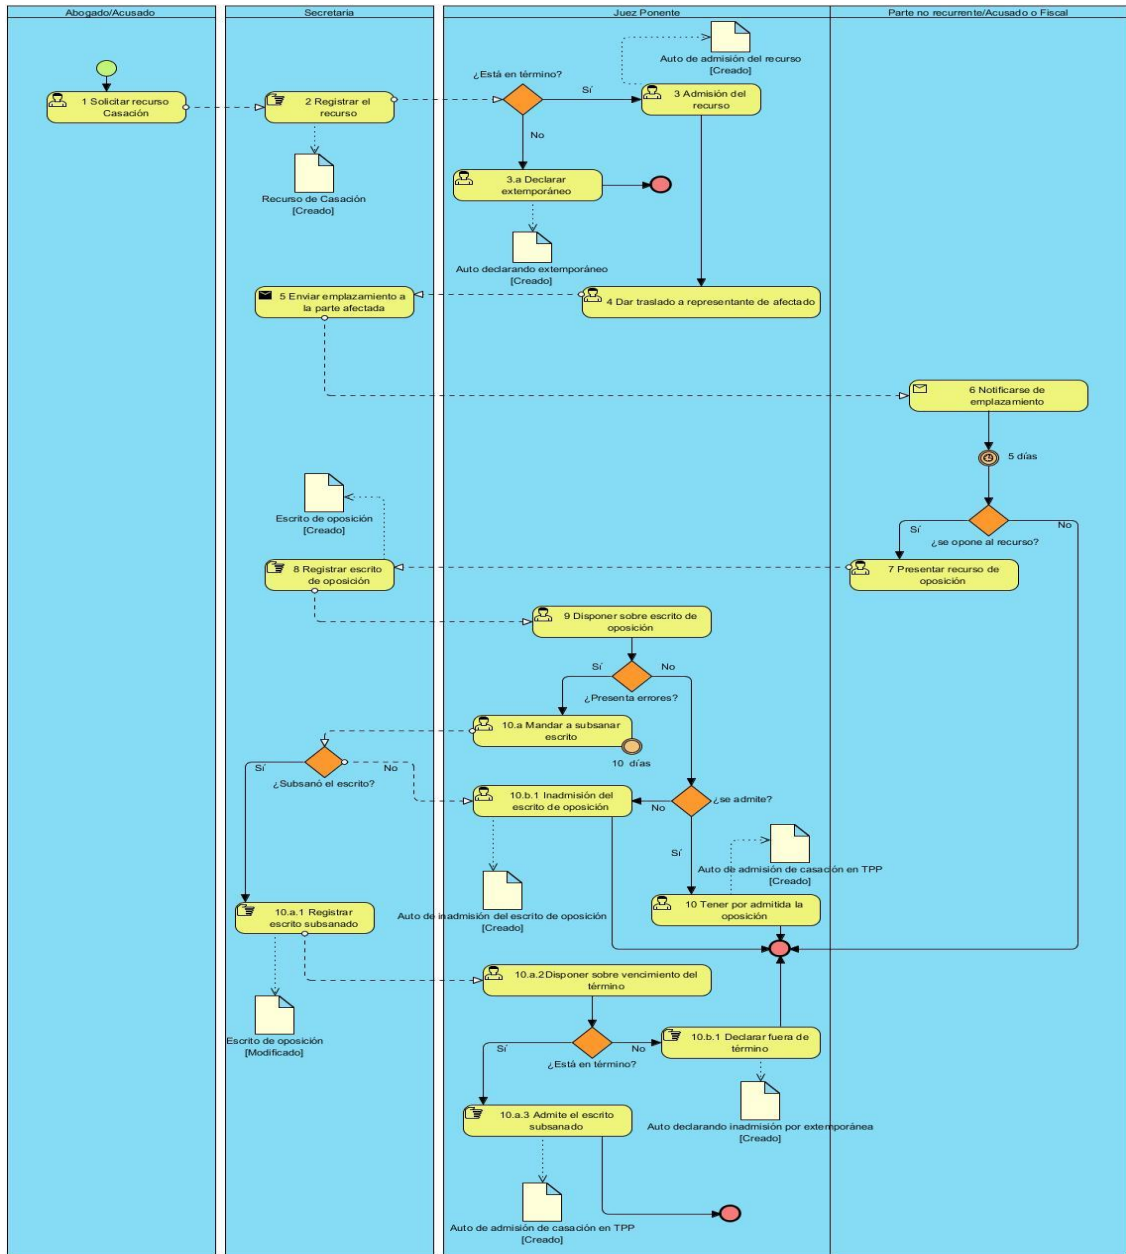 Abogado/Acusado
Secretaria
Juez Ponente
Parte no recurrente/Acusado o Fiscal
1 Solicitar recurso
Casación
2 Registrar el
recurso
Recurso de Casación
[Creado]
¿Está en término?
Sí
No
3 Admisión del
recurso
Auto de admisión del recurso
[Creado]
3.a Declarar
extemporáneo
Auto declarando extemporáneo
[Creado]
4 Dar traslado a representante de afectado
5 Enviar emplazamiento a
la parte afectada
6 Notificarse de
emplazamiento
5 días
¿se opone al recurso?
Sí
No
7 Presentar recurso de
oposición
Escrito de oposición
[Creado]
8 Registrar escrito
de oposición
9 Disponer sobre escrito de
oposición
Sí
No
¿Presenta errores?
10.a Mandar a subsanar
escrito
10 días
Sí
No
¿Subsanó el escrito?
10.b.1 Inadmisión del
escrito de oposición
No
¿se admite?
Sí
Auto de admisión de casación en TPP
[Creado]
Auto de inadmisión del escrito de oposición
[Creado]
10 Tener por admitida la
oposición
10.a.1 Registrar
escrito subsanado
Escrito de oposición
[Modificado]
10.a.2Disponer sobre vencimiento del
término
Sí
No
¿Está en término?
10.b.1 Declarar fuera de
término
Auto declarando inadmisión por extemporánea
[Creado]
10.a.3 Admite el escrito
subsanado
Auto de admisión de casación en TPP
[Creado]